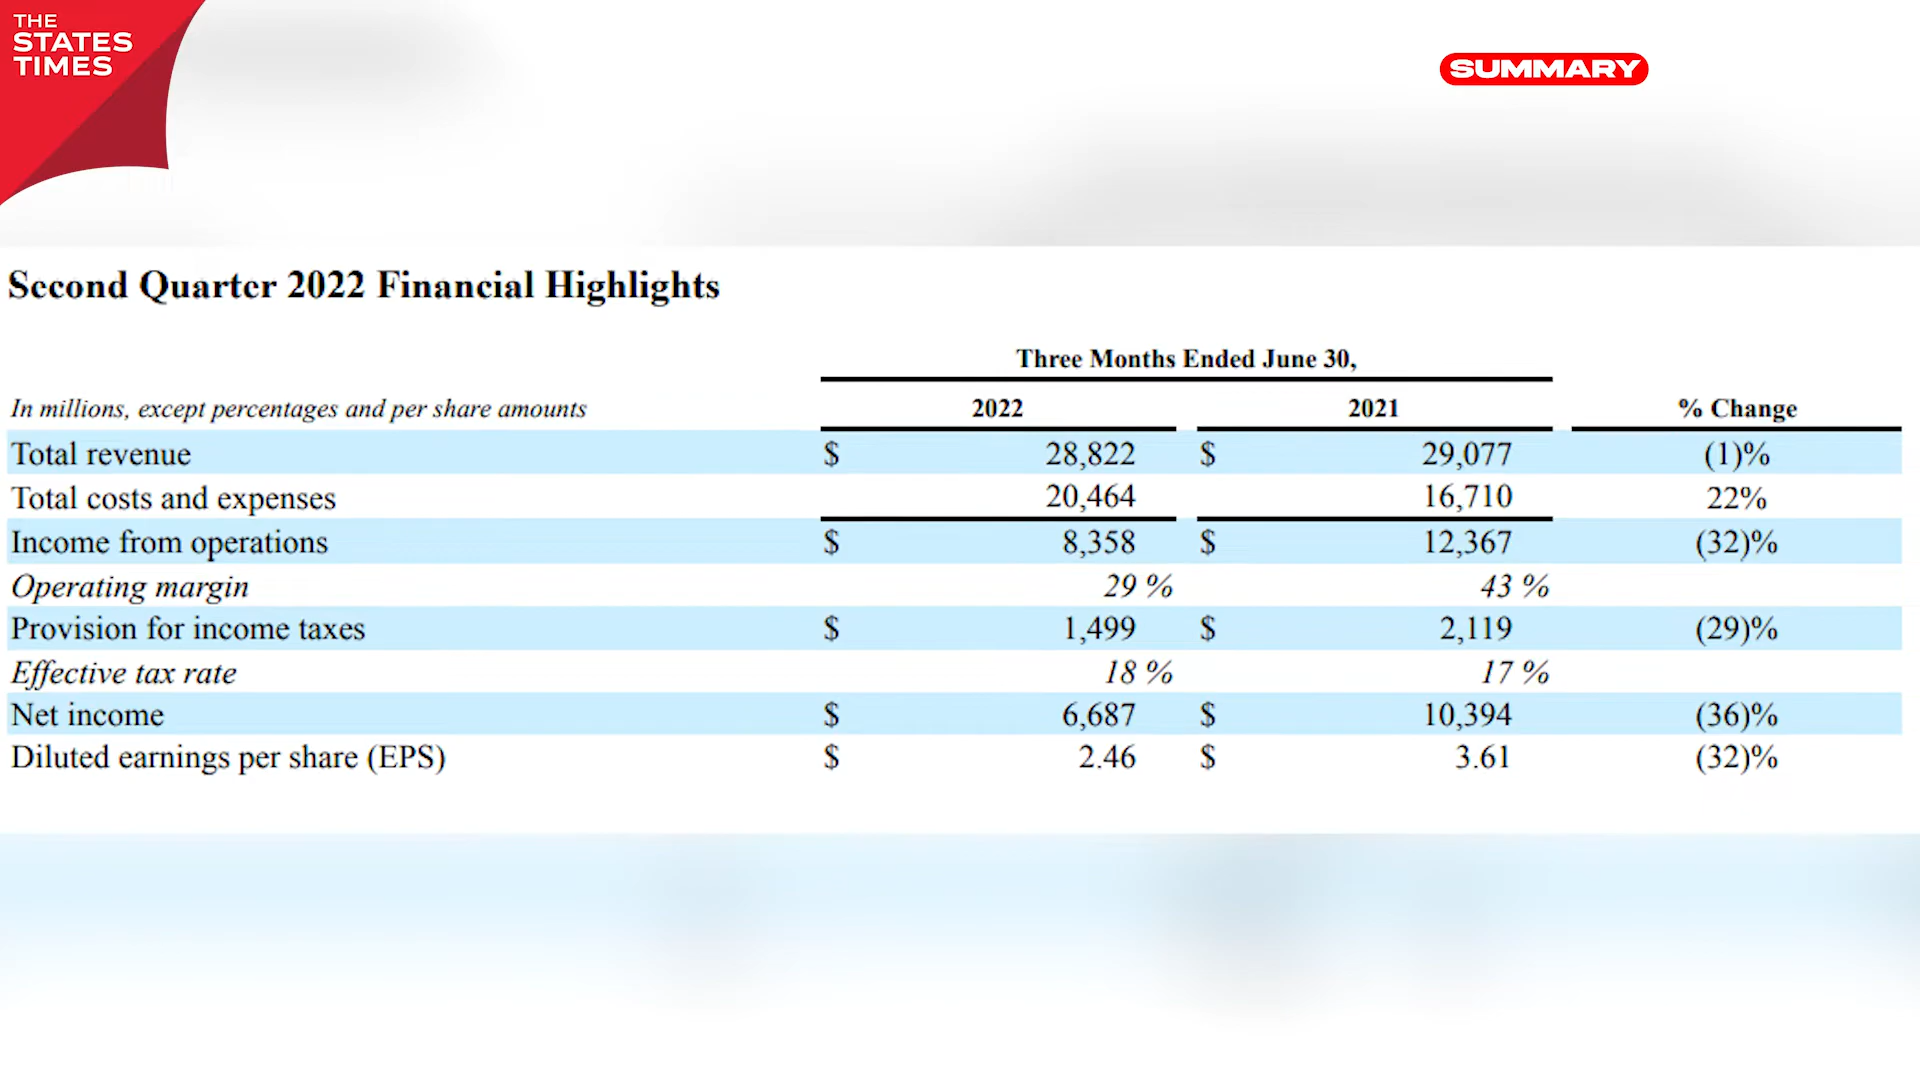 THE
STATES
TIMES
SUMMARY
Second Quarter 2022 Financial Highlights
Three Months Ended June 30,
In millions, except percentages and per share amounts 2022 2021 % Change
Total revenue $ 28,822 $ 29,077 (1)%
Total costs and expenses 20,464 16,710 22%
Income from operations $ 8,358 $ 12,367 (32)%
Operating margin 29 % 43 %
Provision for income taxes $ 1,499 $ 2,119 (29)%
Effective tax rate 18 % 17 %
Net income $ 6,687 $ 10,394 (36)%
Diluted earnings per share (EPS) $ 2.46 $ 3.61 (32)%